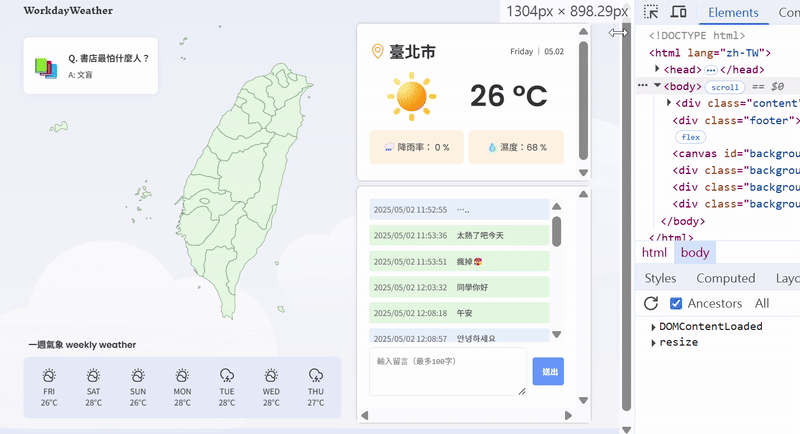 WorkdayWeather
Q. 書店最怕什麼人？
A: 文盲
一週氣象 weekly weather
FRI SAT SUN MON TUE WED THU
26°C 28°C 26°C 28°C 28°C 28°C 27°C
臺北市
Friday | 05.02
26 °C
降雨率： 0 %
濕度：68 %
2025/05/02 11:52:55 ….
2025/05/02 11:53:36 太熱了吧今天
2025/05/02 11:53:51 瘋掉
2025/05/02 12:03:32 同學你好
2025/05/02 12:08:18 午安
2025/05/02 12:08:57 안녕하세요
輸入留言（最多100字）
送出
1304px × 898.29px
Elements
Con
<!DOCTYPE html>
<html lang="zh-TW">
<head> … </head>
<body> scroll == $0
<div class="content"
<div class="footer">
flex
<canvas id="backgrou
<div class="backgrou
<div class="backgrou
<div class="backgrou
</body>
</html>
html body
Styles Computed Layo
Ancestors All
DOMContentLoaded
resize